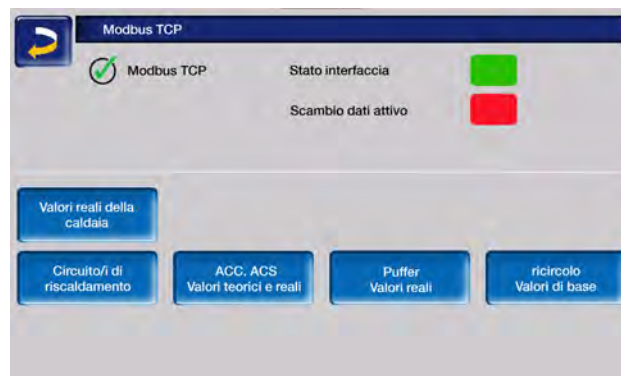 Modbus TCP
Modbus TCP
Stato interfaccia
Scambio dati attivo
Valori reali della
caldaia
Circuito/i di
riscaldamento
ACC. ACS
Valori teorici e reali
Puffer
Valori reali
ricircolo
Valori di base